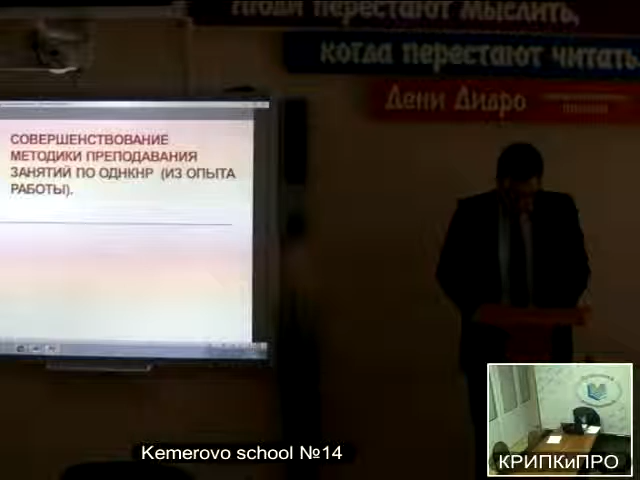 Люди перестают мыслить,
когда перестают читать.
Дени Дидро
СОВЕРШЕНСТВОВАНИЕ
МЕТОДИКИ ПРЕПОДАВАНИЯ
ЗАНЯТИЙ ПО ОДНКНР (ИЗ ОПЫТА
РАБОТЫ).
Kemerovo school №14
КРИПКиПРО